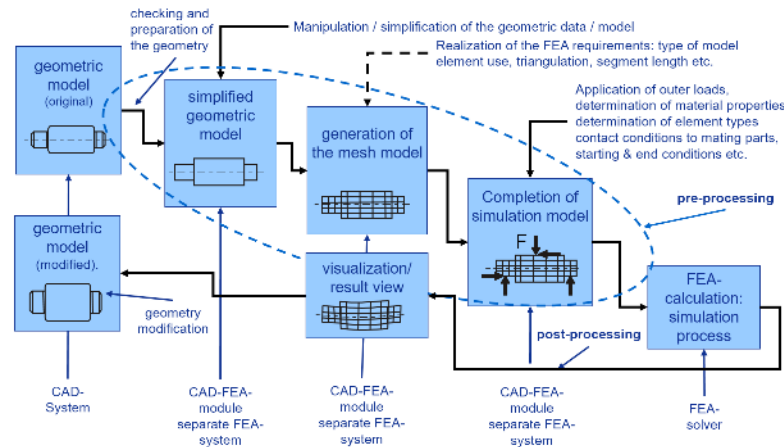 checking and
preparation of
the geometry
Manipulation / simplification of the geometric data / model
Realization of the FEA requirements: type of model
element use, triangulation, segment length etc.
Application of outer loads,
determination of material properties
determination of element types
contact conditions to mating parts,
starting & end conditions etc.
geometric
model
(original)
simplified
geometric
model
generation of
the mesh model
Completion of
simulation model
F
pre-processing
geometric
model
(modified).
visualization/
result view
FEA-
calculation:
simulation
process
geometry
modification
post-processing
CAD-
System
CAD-FEA-
module
separate FEA-
system
CAD-FEA-
module
separate FEA-
system
CAD-FEA-
module
separate FEA-
system
FEA-
solver